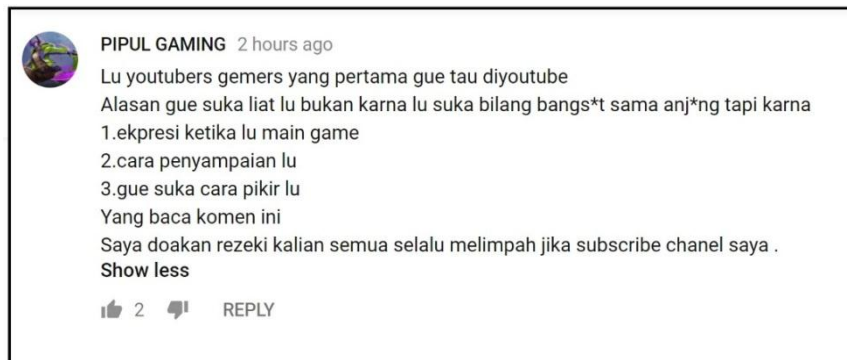 PIPUL GAMING 2 hours ago
Lu youtubers gemers yang pertama gue tau diyoutube
Alasan gue suka liat lu bukan karna lu suka bilang bangs*t sama anj*ng tapi karna
1.ekpresi ketika lu main game
2.cara penyampaian lu
3.gue suka cara pikir lu
Yang baca komen ini
Saya doakan rezeki kalian semua selalu melimpah jika subscribe chanel saya .
Show less
2 REPLY